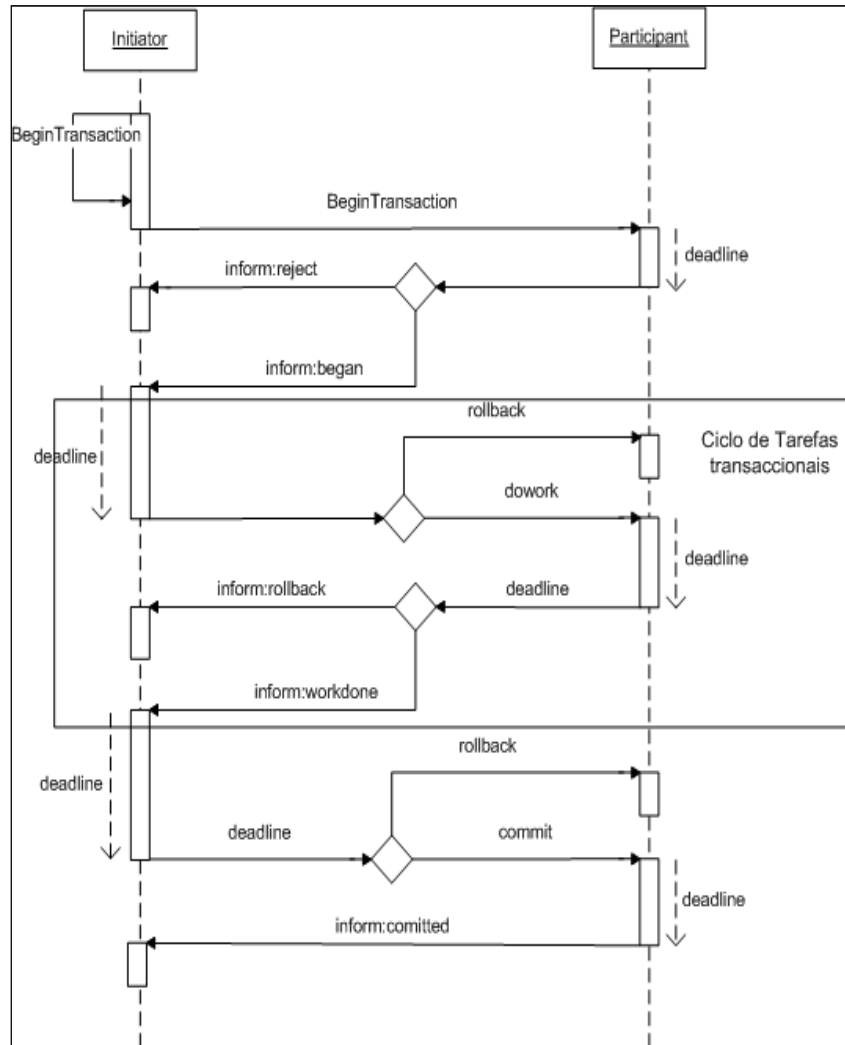 Initiator
Participant
BeginTransaction
BeginTransaction
deadline
inform:reject
inform:began
rollback
Ciclo de Tarefas
transaccionais
deadline
dowork
deadline
inform:rollback
deadline
inform:workdone
rollback
deadline
deadline
commit
deadline
inform:comitted